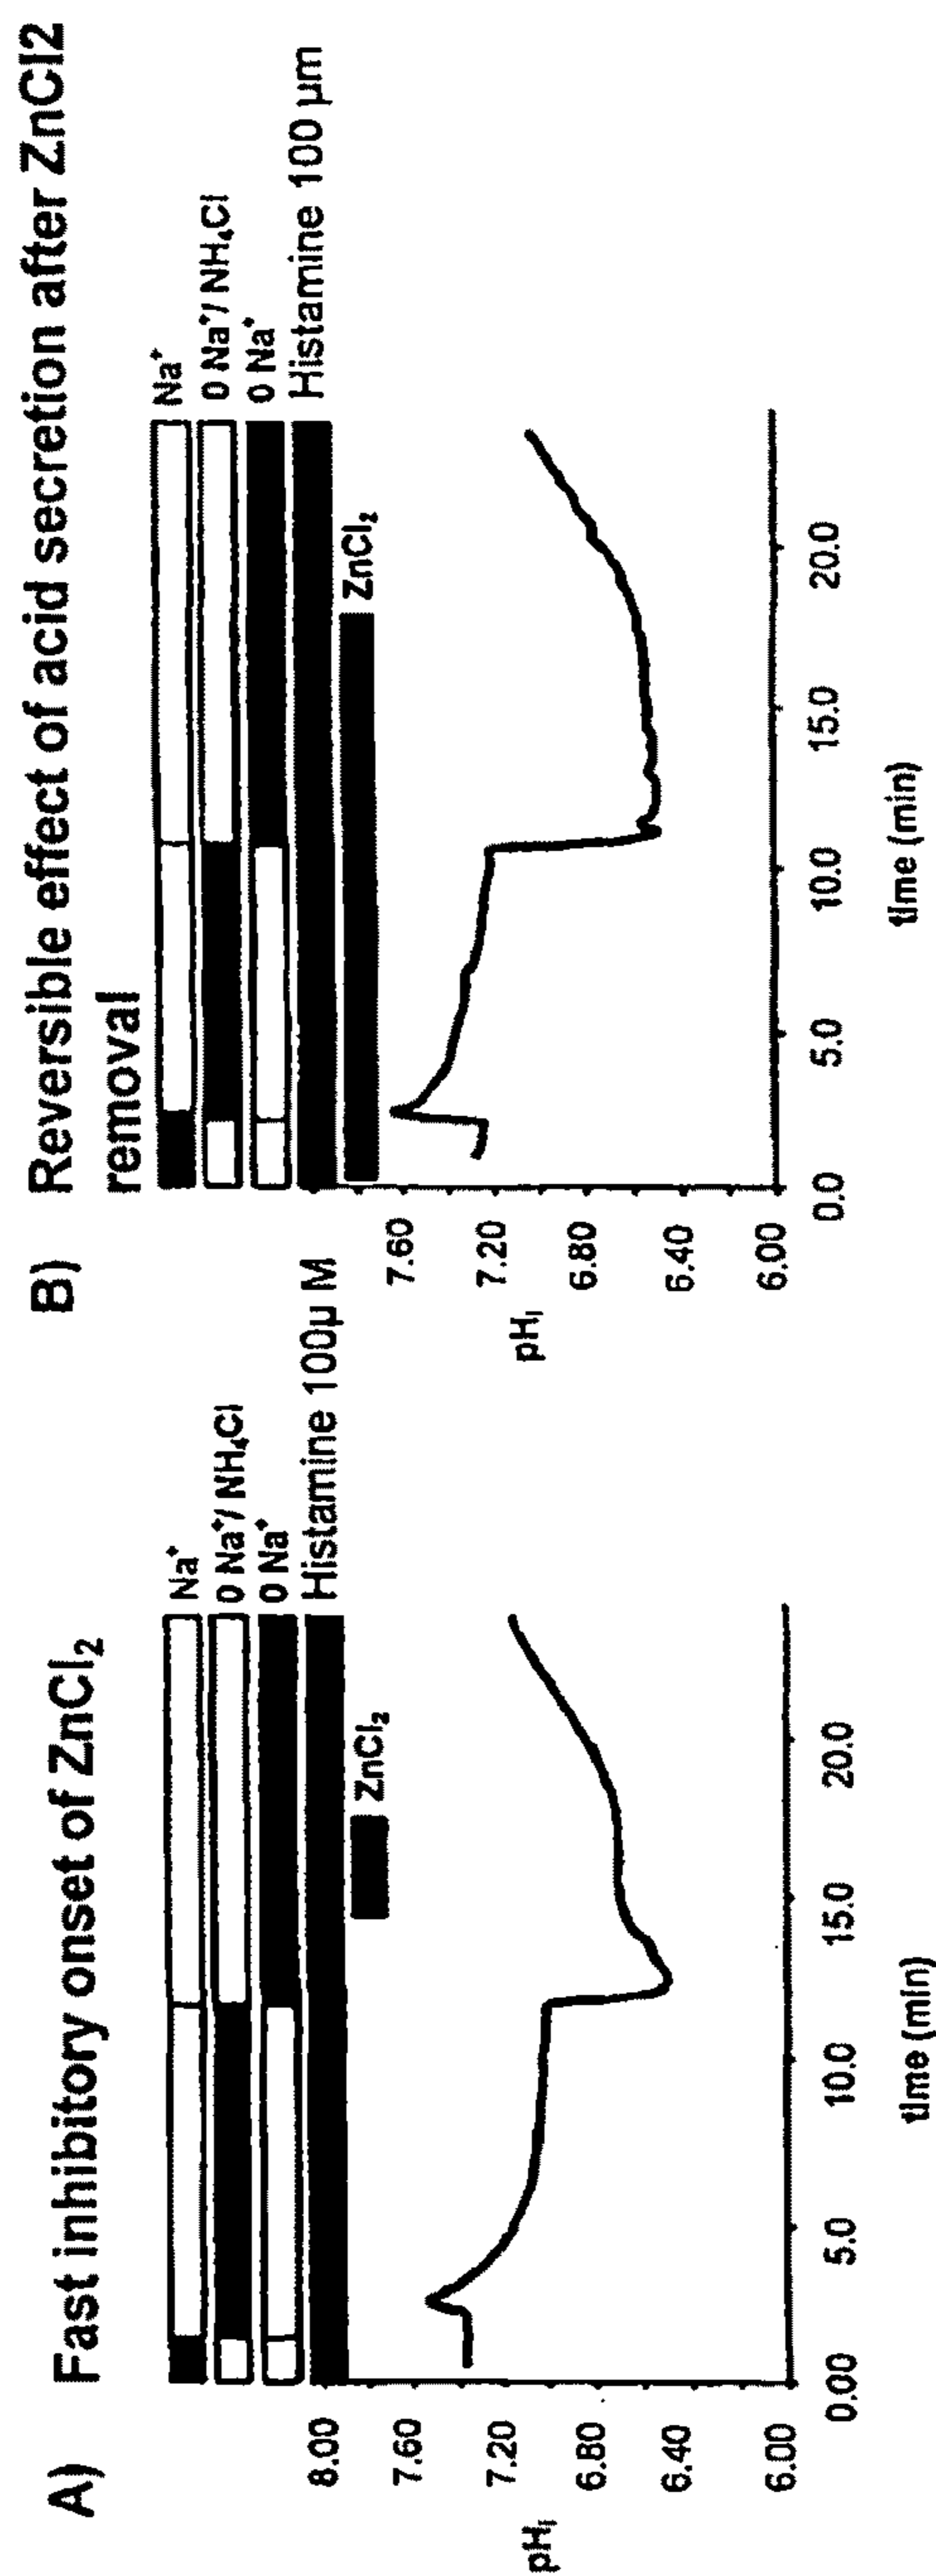 A) Fast inhibitory onset of ZnCl₂
Na⁺
0 Na⁺/ NH₄Cl
0 Na⁺
Histamine 100µ M
ZnCl₂
8.00
7.60
7.20
6.80
6.40
6.00
pHᵢ
0.00
5.0
10.0
15.0
20.0
time (min)
B) Reversible effect of acid secretion after ZnCl2
removal
Na⁺
0 Na⁺/ NH₄Cl
0 Na⁺
Histamine 100 µm
ZnCl₂
7.60
7.20
6.80
6.40
6.00
pHᵢ
0.0
5.0
10.0
15.0
20.0
time (min)